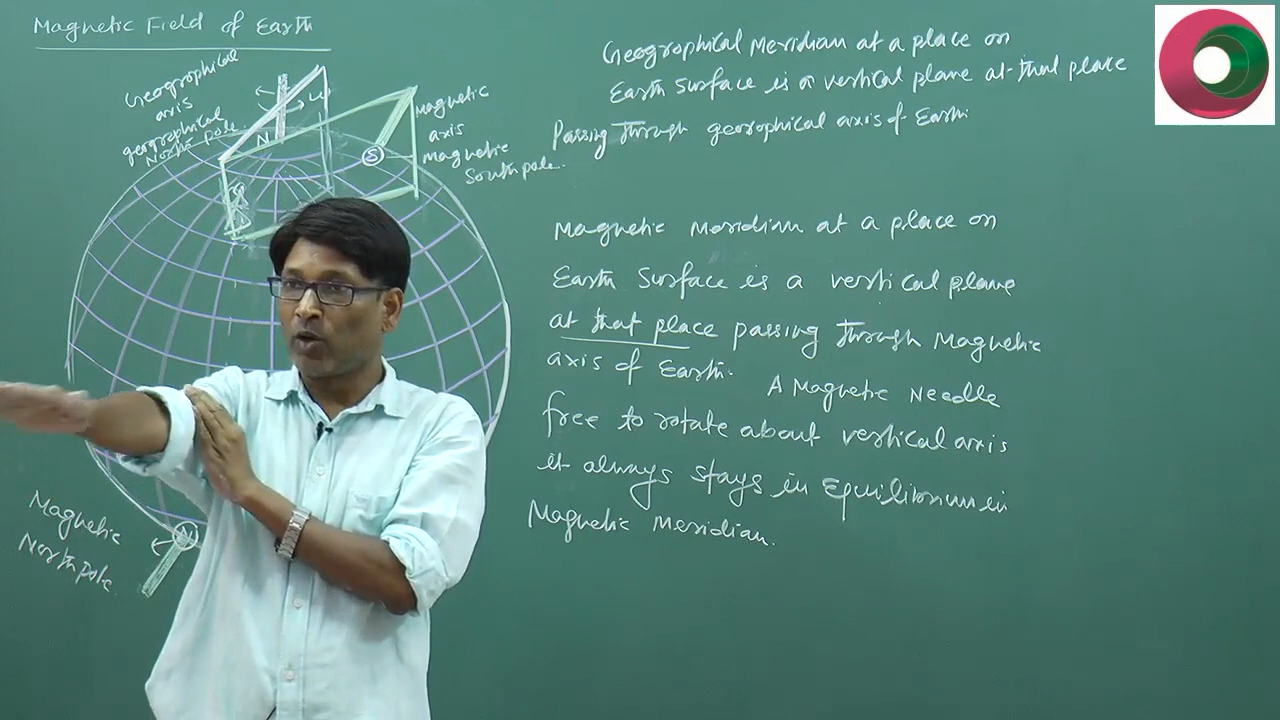 Magnetic Field of Earth
Geographical
axis
geographical
North pole
N
ω
S
Magnetic
axis
Magnetic
South pole.
Geographical Meridian at a place on
Earth Surface is a vertical plane at that place
Passing Through geographical axis of Earth
Magnetic Meridian at a place on
Earth Surface is a vertical plane
at that place passing through Magnetic
axis of Earth. A Magnetic Needle
free to rotate about vertical axis
it always stays in Equilibrium in
Magnetic Meridian.
N
Magnetic
North pole.